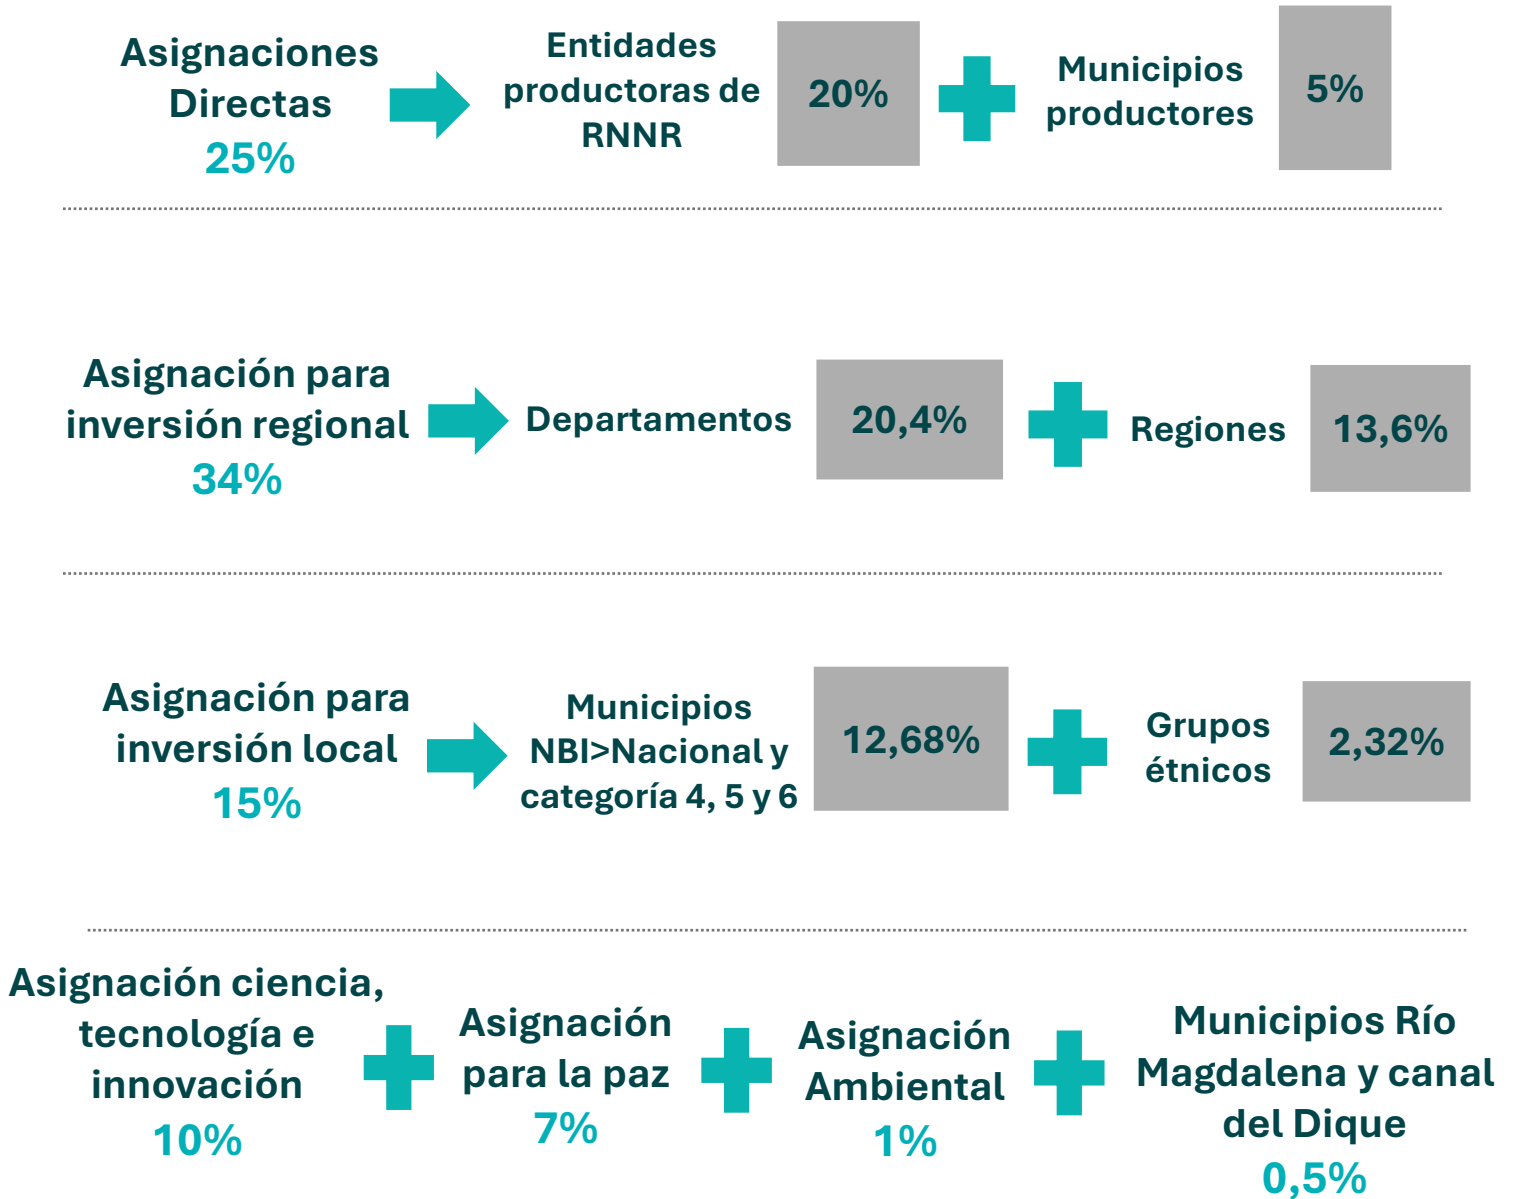 Asignaciones
Directas
25%
Entidades
productoras de
RNNR
20%
Municipios
productores
5%
Asignación para
inversión regional
34%
Departamentos
20,4%
Regiones
13,6%
Asignación para
inversión local
15%
Municipios
NBI>Nacional y
categoría 4, 5 y 6
12,68%
Grupos
étnicos
2,32%
Asignación ciencia,
tecnología e
innovación
10%
Asignación
para la paz
7%
Asignación
Ambiental
1%
Municipios Río
Magdalena y canal
del Dique
0,5%